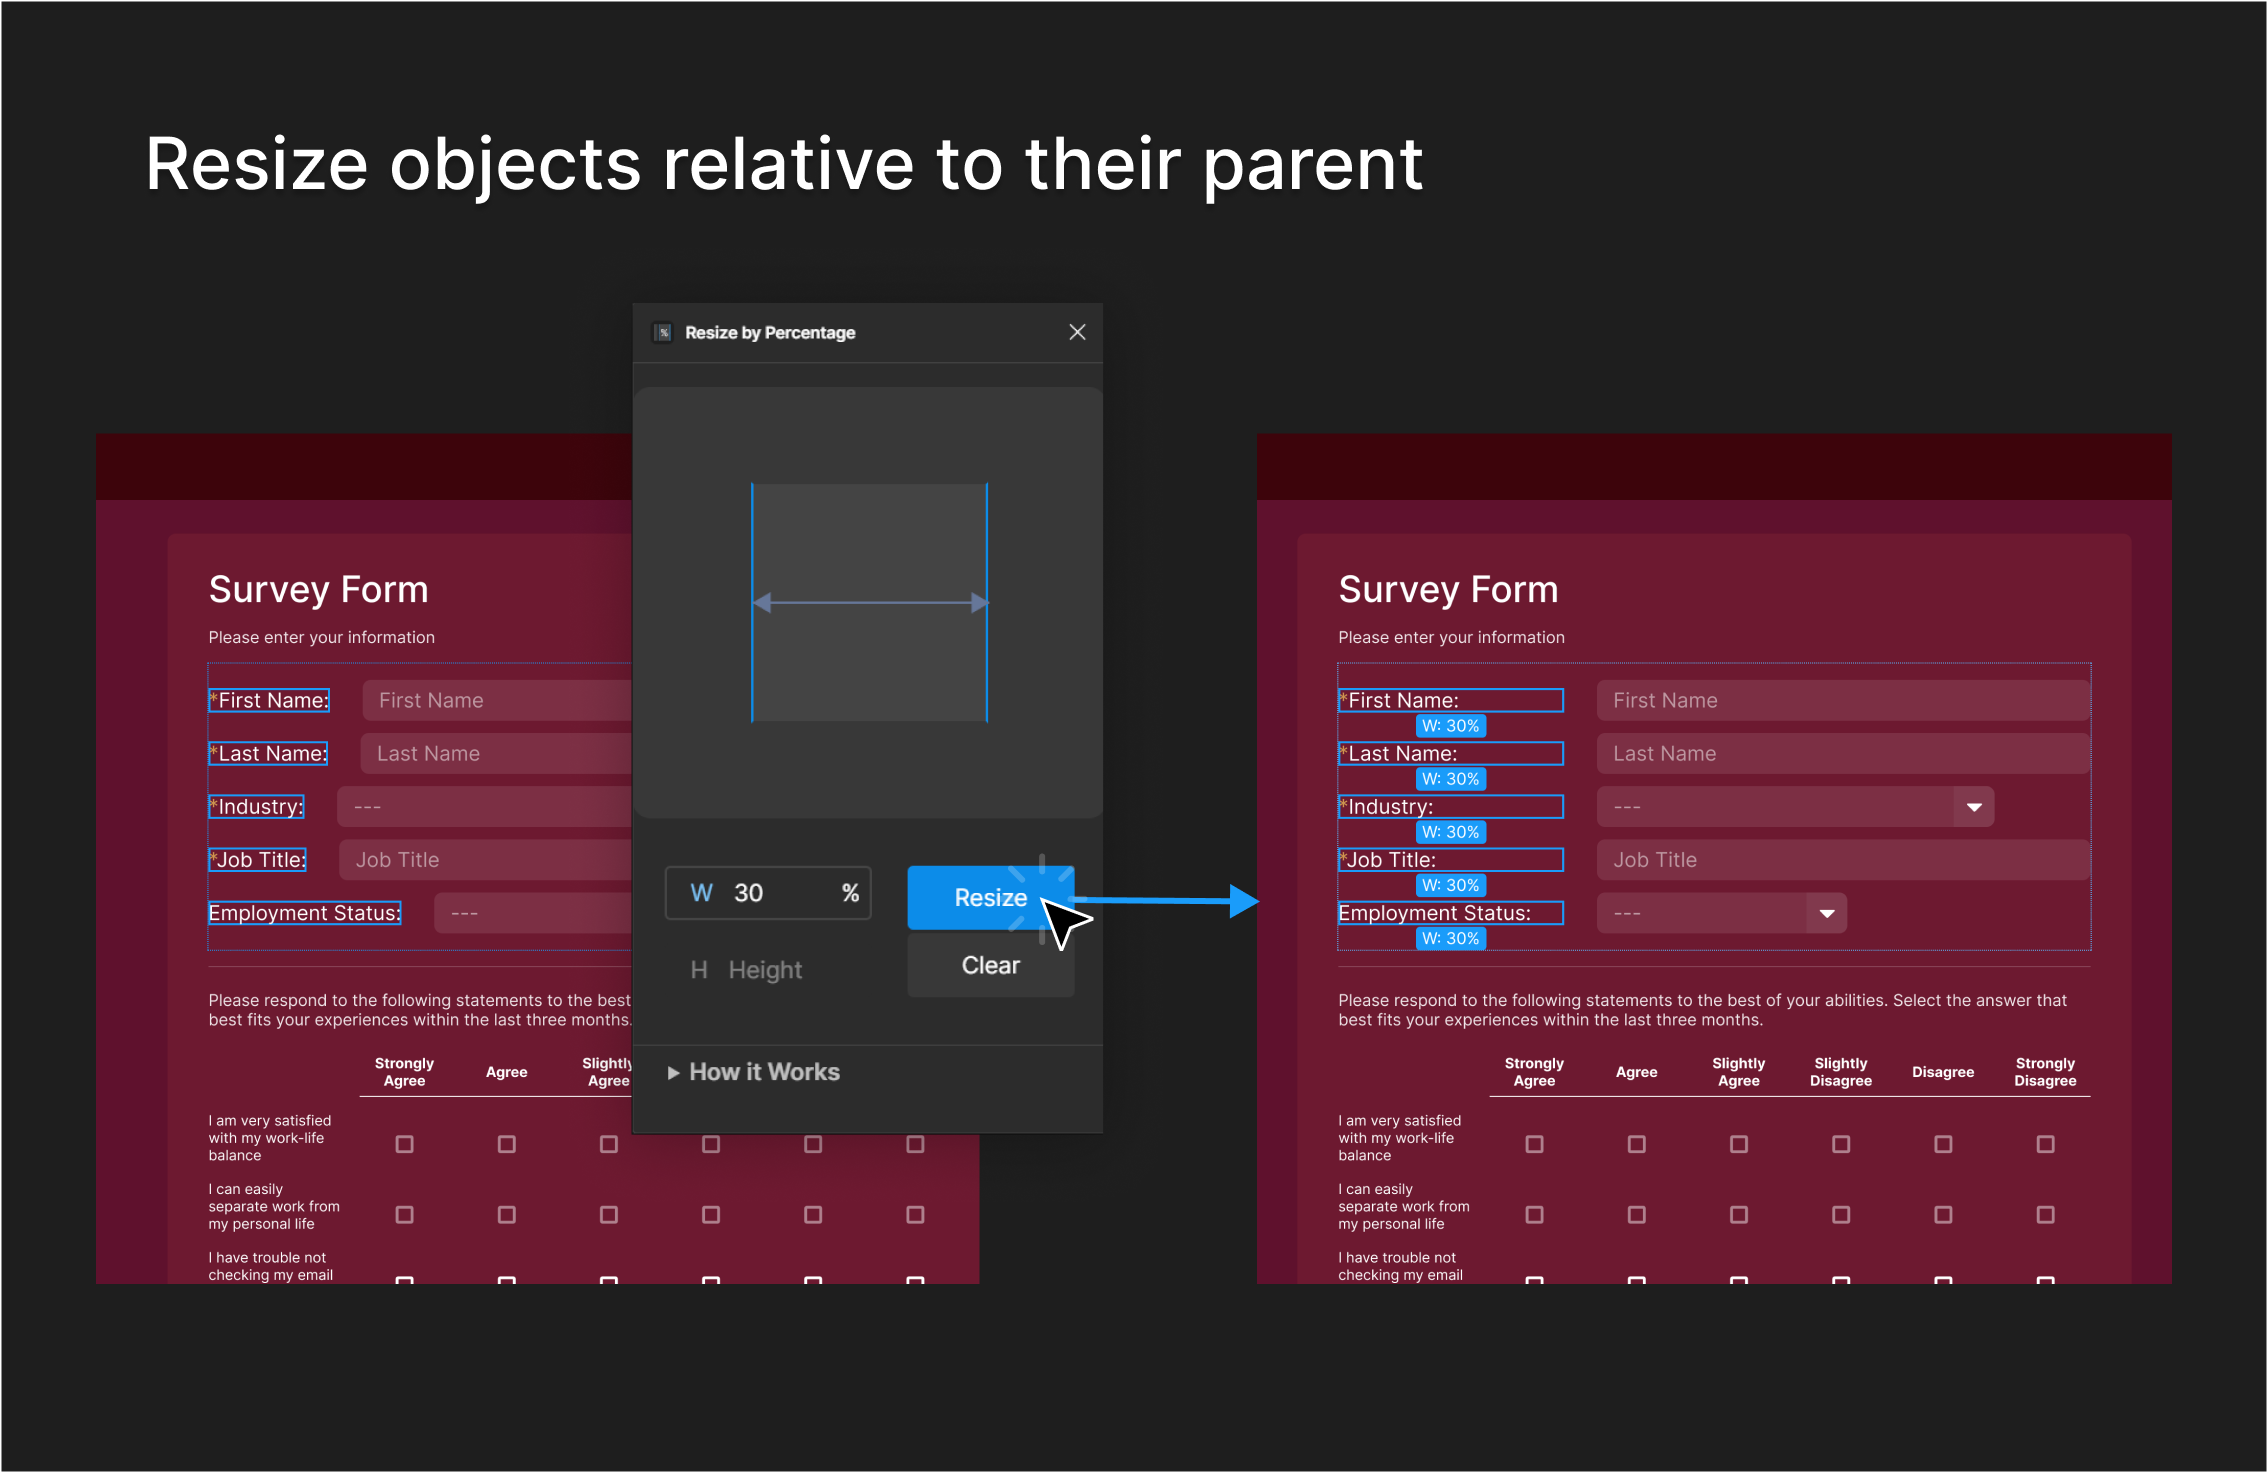 Resize objects relative to their parent
% Resize by Percentage
W 30 %
Resize
H Height
Clear
How it Works
Survey Form
Please enter your information
*First Name: First Name
*Last Name: Last Name
*Industry: ---
*Job Title: Job Title
Employment Status: ---
Please respond to the following statements to the best
best fits your experiences within the last three months.
Strongly Agree
Agree
Slightly Agree
I am very satisfied
with my work-life
balance
I can easily
separate work from
my personal life
I have trouble not
checking my email
Survey Form
Please enter your information
*First Name: First Name
W: 30%
*Last Name: Last Name
W: 30%
*Industry: ---
W: 30%
*Job Title: Job Title
W: 30%
Employment Status: ---
W: 30%
Please respond to the following statements to the best of your abilities. Select the answer that
best fits your experiences within the last three months.
Strongly Agree
Agree
Slightly Agree
Slightly Disagree
Disagree
Strongly Disagree
I am very satisfied
with my work-life
balance
I can easily
separate work from
my personal life
I have trouble not
checking my email